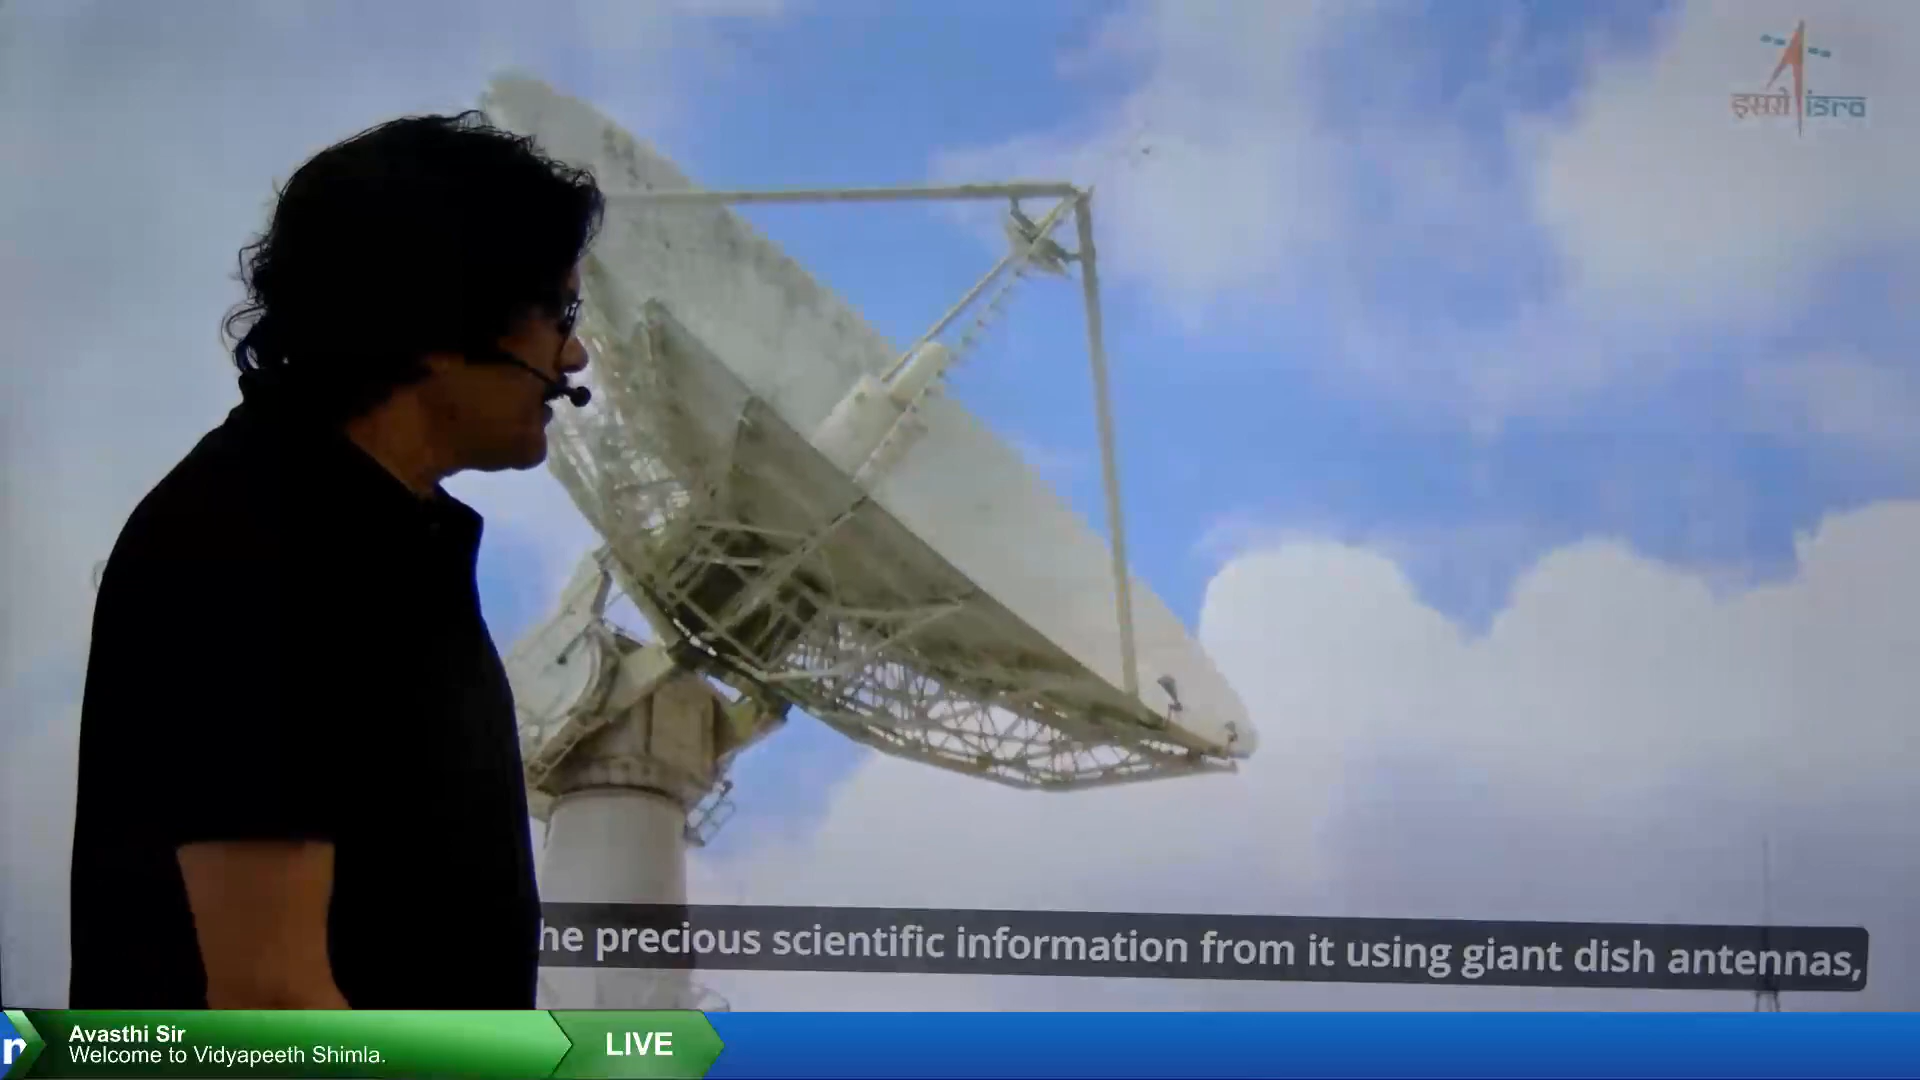 इसरो isro
he precious scientific information from it using giant dish antennas,
Avasthi Sir
Welcome to Vidyapeeth Shimla.
LIVE